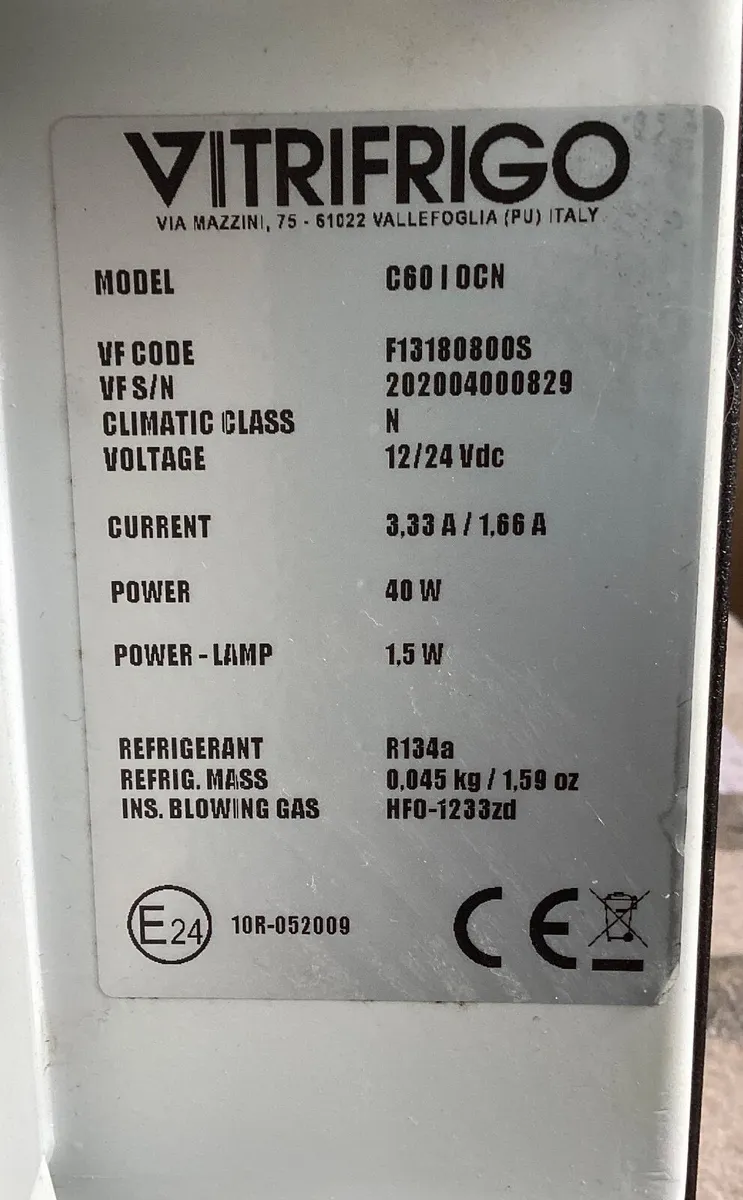 VITRIFRIGO
VIA MAZZINI, 75 - 61022 VALLEFOGLIA (PU) ITALY
MODEL C60 I OCN
VF CODE F13180800S
VF S/N 202004000829
CLIMATIC CLASS N
VOLTAGE 12/24 Vdc
CURRENT 3,33 A / 1,66 A
POWER 40 W
POWER - LAMP 1,5 W
REFRIGERANT R134a
REFRIG. MASS 0,045 kg / 1,59 oz
INS. BLOWING GAS HFO-1233zd
E24 10R-052009 CE